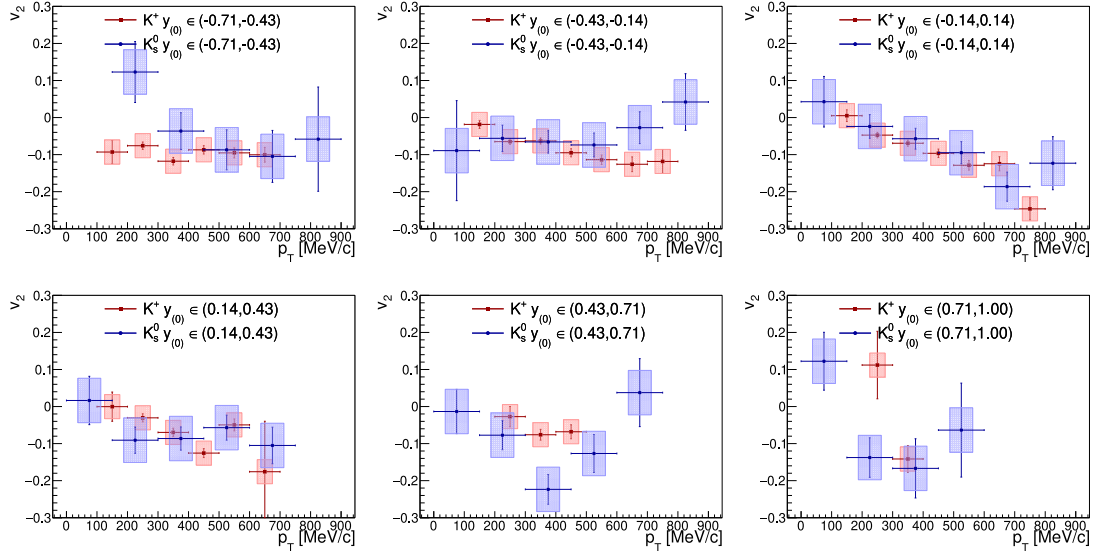 v₂
K⁺ y₍₀₎ ∈ (-0.71,-0.43)
K⁰ₛ y₍₀₎ ∈ (-0.71,-0.43)
0.3
0.2
0.1
0
−0.1
−0.2
−0.3
0 100 200 300 400 500 600 700 800 900
p_T [MeV/c]
v₂
K⁺ y₍₀₎ ∈ (-0.43,-0.14)
K⁰ₛ y₍₀₎ ∈ (-0.43,-0.14)
0.3
0.2
0.1
0
−0.1
−0.2
−0.3
0 100 200 300 400 500 600 700 800 900
p_T [MeV/c]
v₂
K⁺ y₍₀₎ ∈ (-0.14,0.14)
K⁰ₛ y₍₀₎ ∈ (-0.14,0.14)
0.3
0.2
0.1
0
−0.1
−0.2
−0.3
0 100 200 300 400 500 600 700 800 900
p_T [MeV/c]
v₂
K⁺ y₍₀₎ ∈ (0.14,0.43)
K⁰ₛ y₍₀₎ ∈ (0.14,0.43)
0.3
0.2
0.1
0
−0.1
−0.2
−0.3
0 100 200 300 400 500 600 700 800 900
p_T [MeV/c]
v₂
K⁺ y₍₀₎ ∈ (0.43,0.71)
K⁰ₛ y₍₀₎ ∈ (0.43,0.71)
0.3
0.2
0.1
0
−0.1
−0.2
−0.3
0 100 200 300 400 500 600 700 800 900
p_T [MeV/c]
v₂
K⁺ y₍₀₎ ∈ (0.71,1.00)
K⁰ₛ y₍₀₎ ∈ (0.71,1.00)
0.3
0.2
0.1
0
−0.1
−0.2
−0.3
0 100 200 300 400 500 600 700 800 900
p_T [MeV/c]